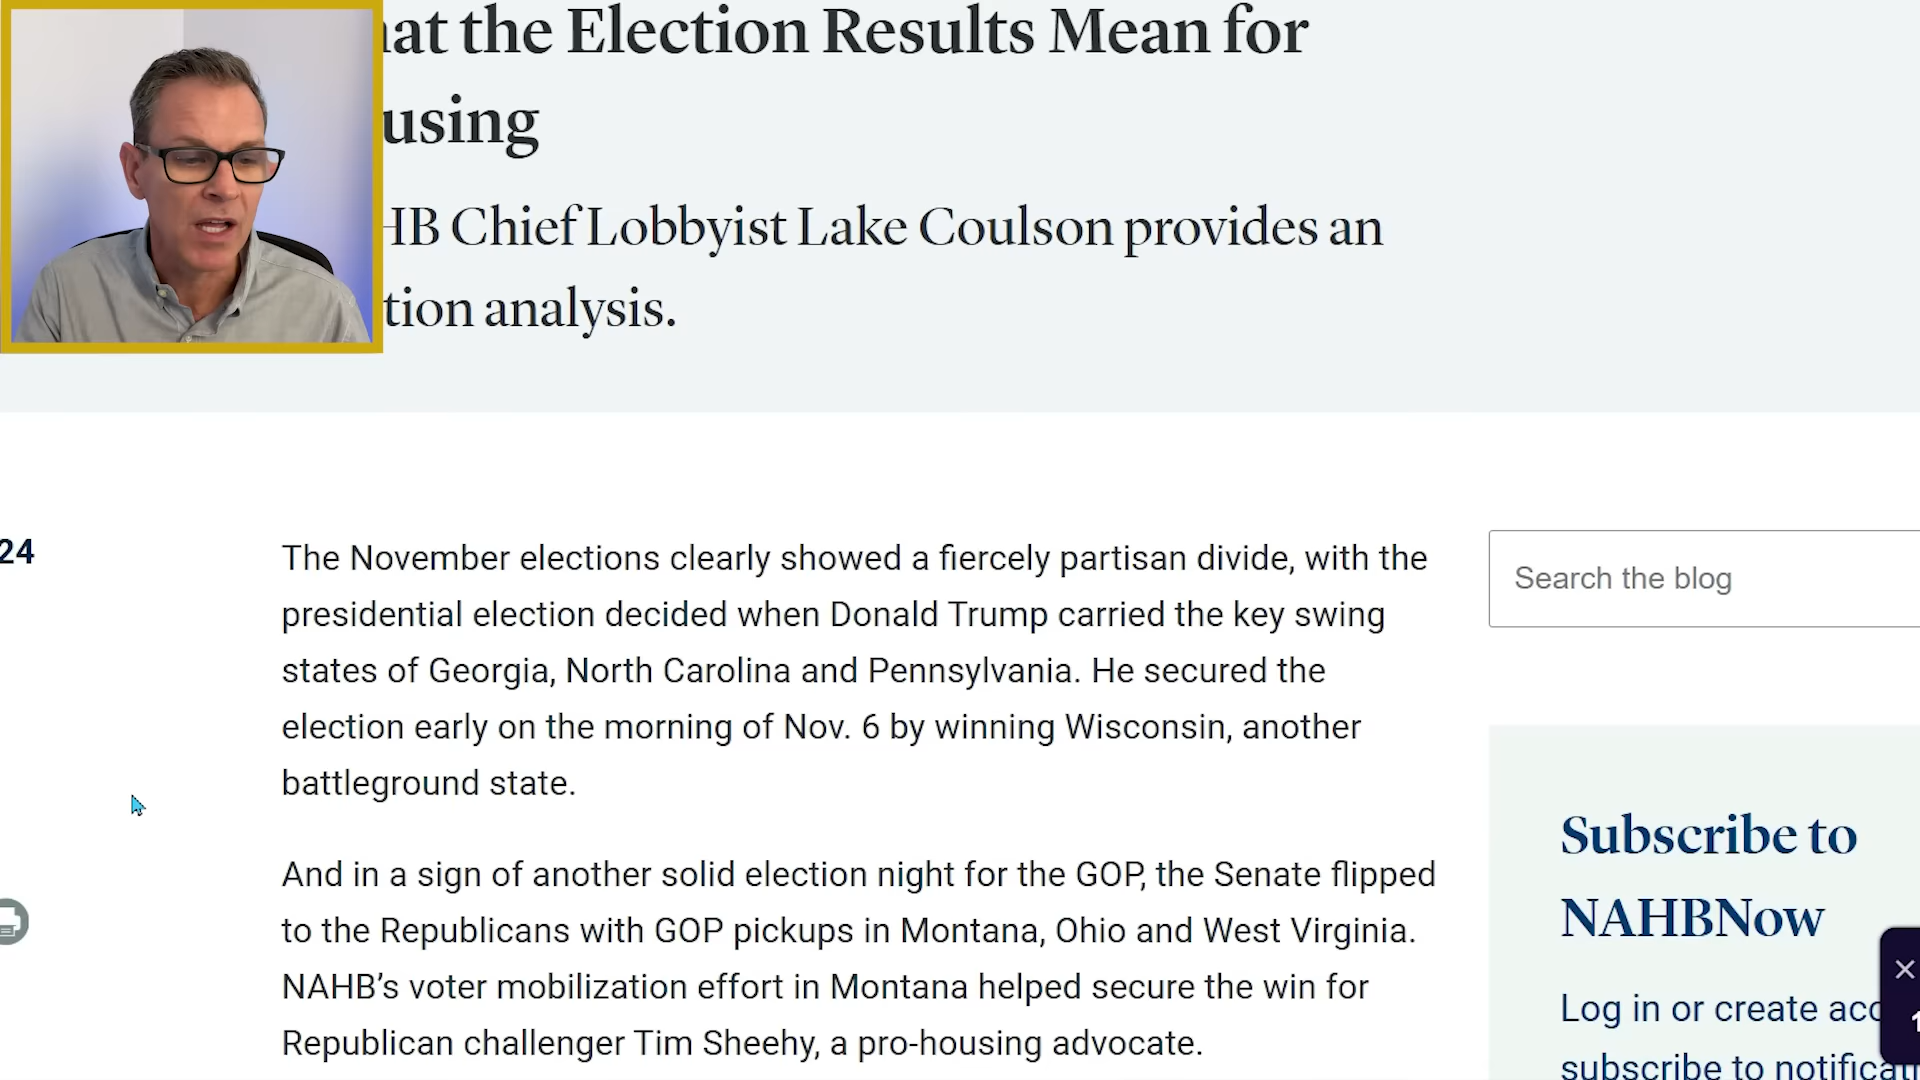 hat the Election Results Mean for
using
HB Chief Lobbyist Lake Coulson provides an
tion analysis.
24
The November elections clearly showed a fiercely partisan divide, with the
presidential election decided when Donald Trump carried the key swing
states of Georgia, North Carolina and Pennsylvania. He secured the
election early on the morning of Nov. 6 by winning Wisconsin, another
battleground state.
And in a sign of another solid election night for the GOP, the Senate flipped
to the Republicans with GOP pickups in Montana, Ohio and West Virginia.
NAHB’s voter mobilization effort in Montana helped secure the win for
Republican challenger Tim Sheehy, a pro-housing advocate.
Search the blog
Subscribe to
NAHBNow
Log in or create acc
subscribe to notificati